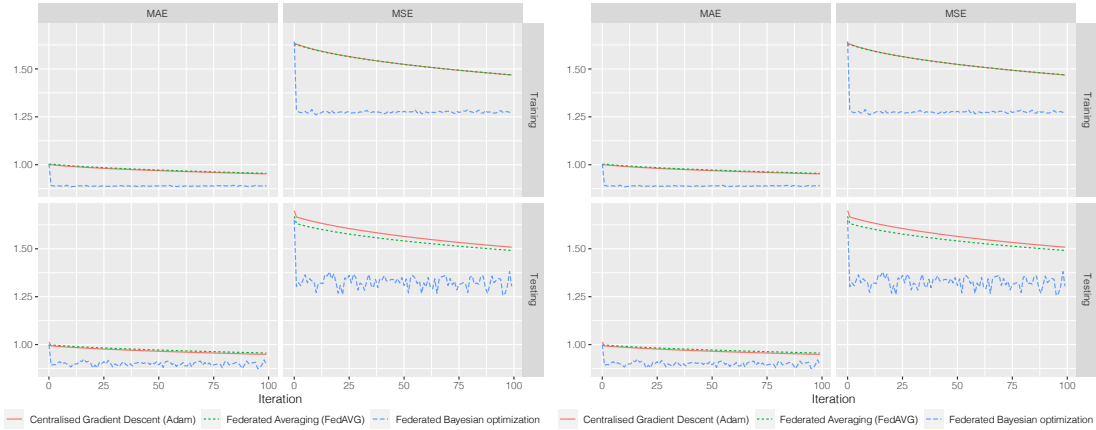 MAE MSE
1.50
1.25
1.00
Training
1.50
1.25
1.00
Testing
0 25 50 75 100 0 25 50 75 100
Iteration
Centralised Gradient Descent (Adam) Federated Averaging (FedAVG) Federated Bayesian optimization
MAE MSE
1.50
1.25
1.00
Training
1.50
1.25
1.00
Testing
0 25 50 75 100 0 25 50 75 100
Iteration
Centralised Gradient Descent (Adam) Federated Averaging (FedAVG) Federated Bayesian optimization